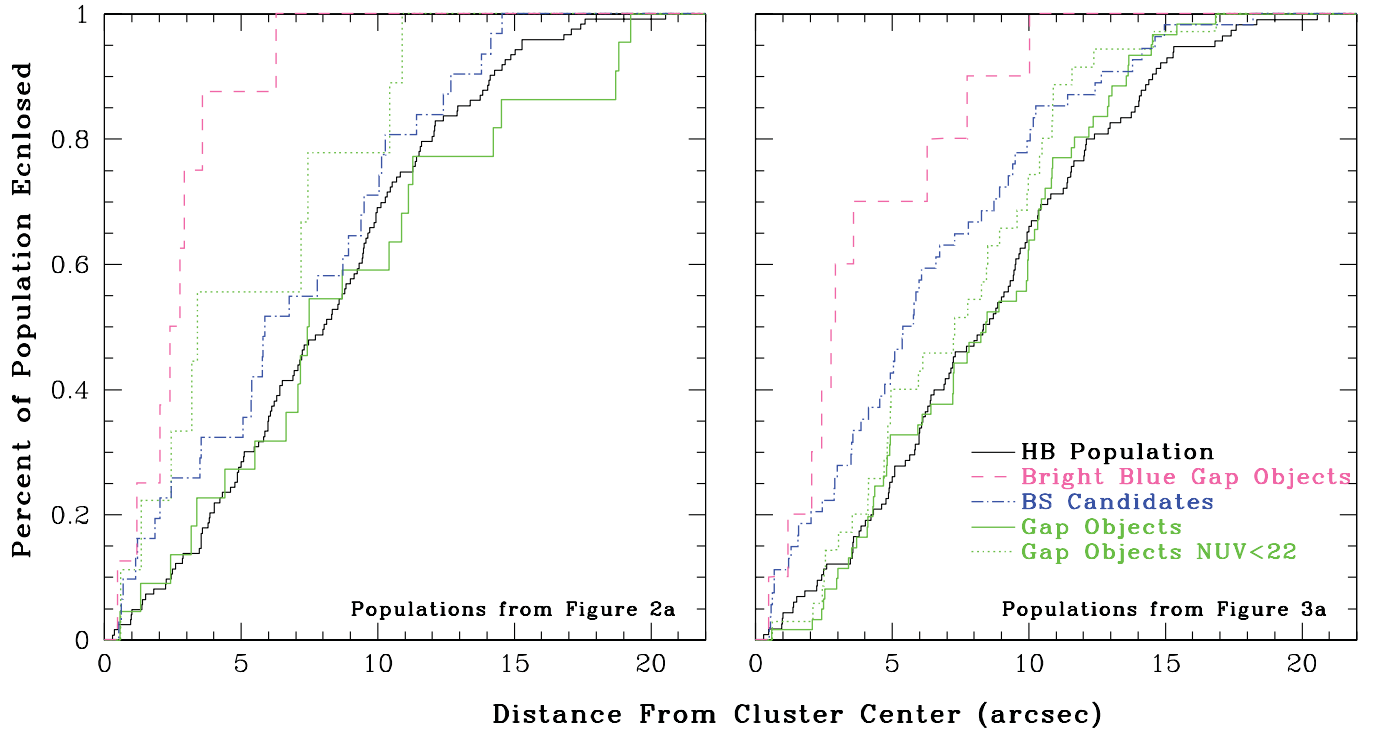 Percent of Population Ecnlosed
1
0.8
0.6
0.4
0.2
0
Populations from Figure 2a
0 5 10 15 20
HB Population
Bright Blue Gap Objects
BS Candidates
Gap Objects
Gap Objects NUV<22
Populations from Figure 3a
0 5 10 15 20
Distance From Cluster Center (arcsec)